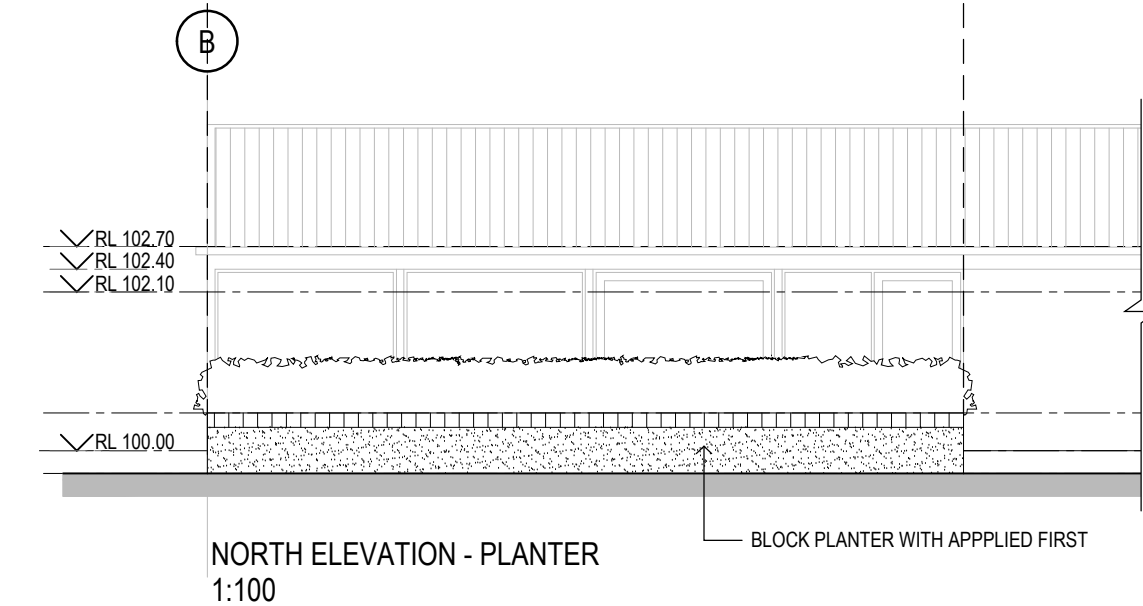 B
RL 102.70
RL 102.40
RL 102.10
RL 100.00
BLOCK PLANTER WITH APPPLIED FIRST
NORTH ELEVATION - PLANTER
1:100